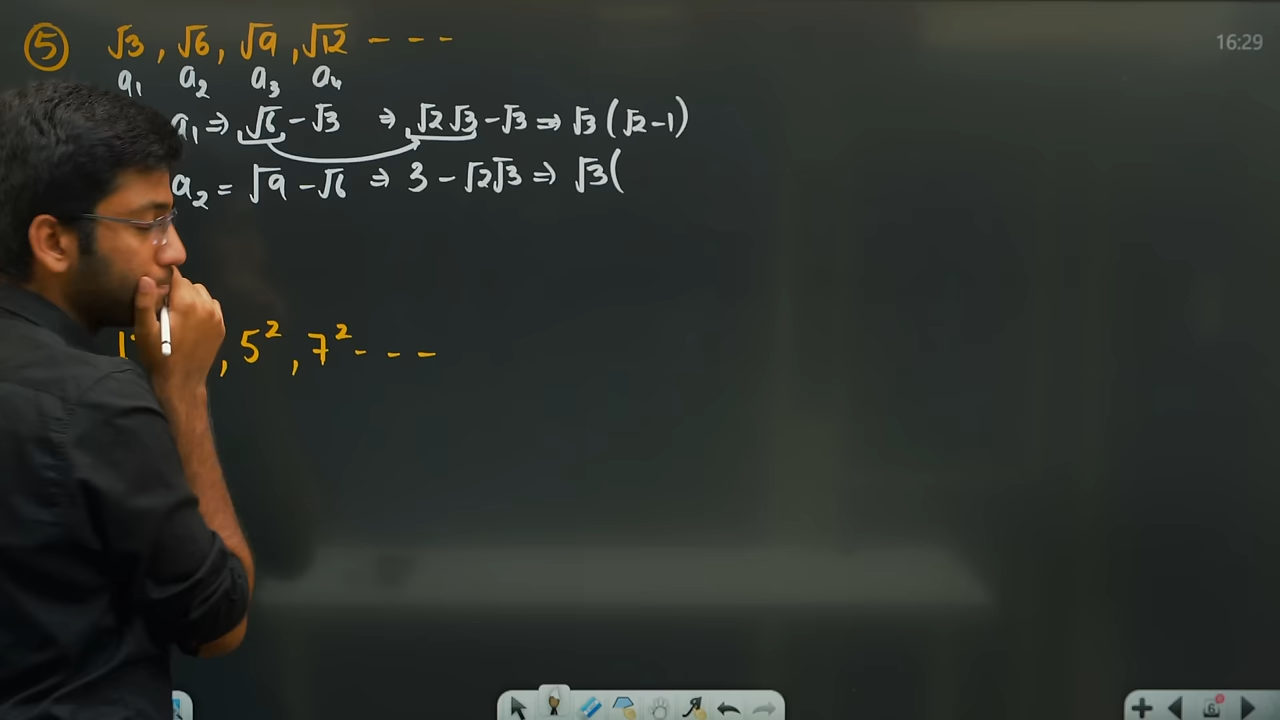 ⑤ √3 , √6 , √9 , √12 - - -
16:29
a₁ a₂ a₃ a₄
a₁ ⇒ √6 - √3 ⇒ √2 √3 - √3 ⇒ √3 ( √2 - 1 )
a₂ = √9 - √6 ⇒ 3 - √2 √3 ⇒ √3 (
, 5² , 7² - - -